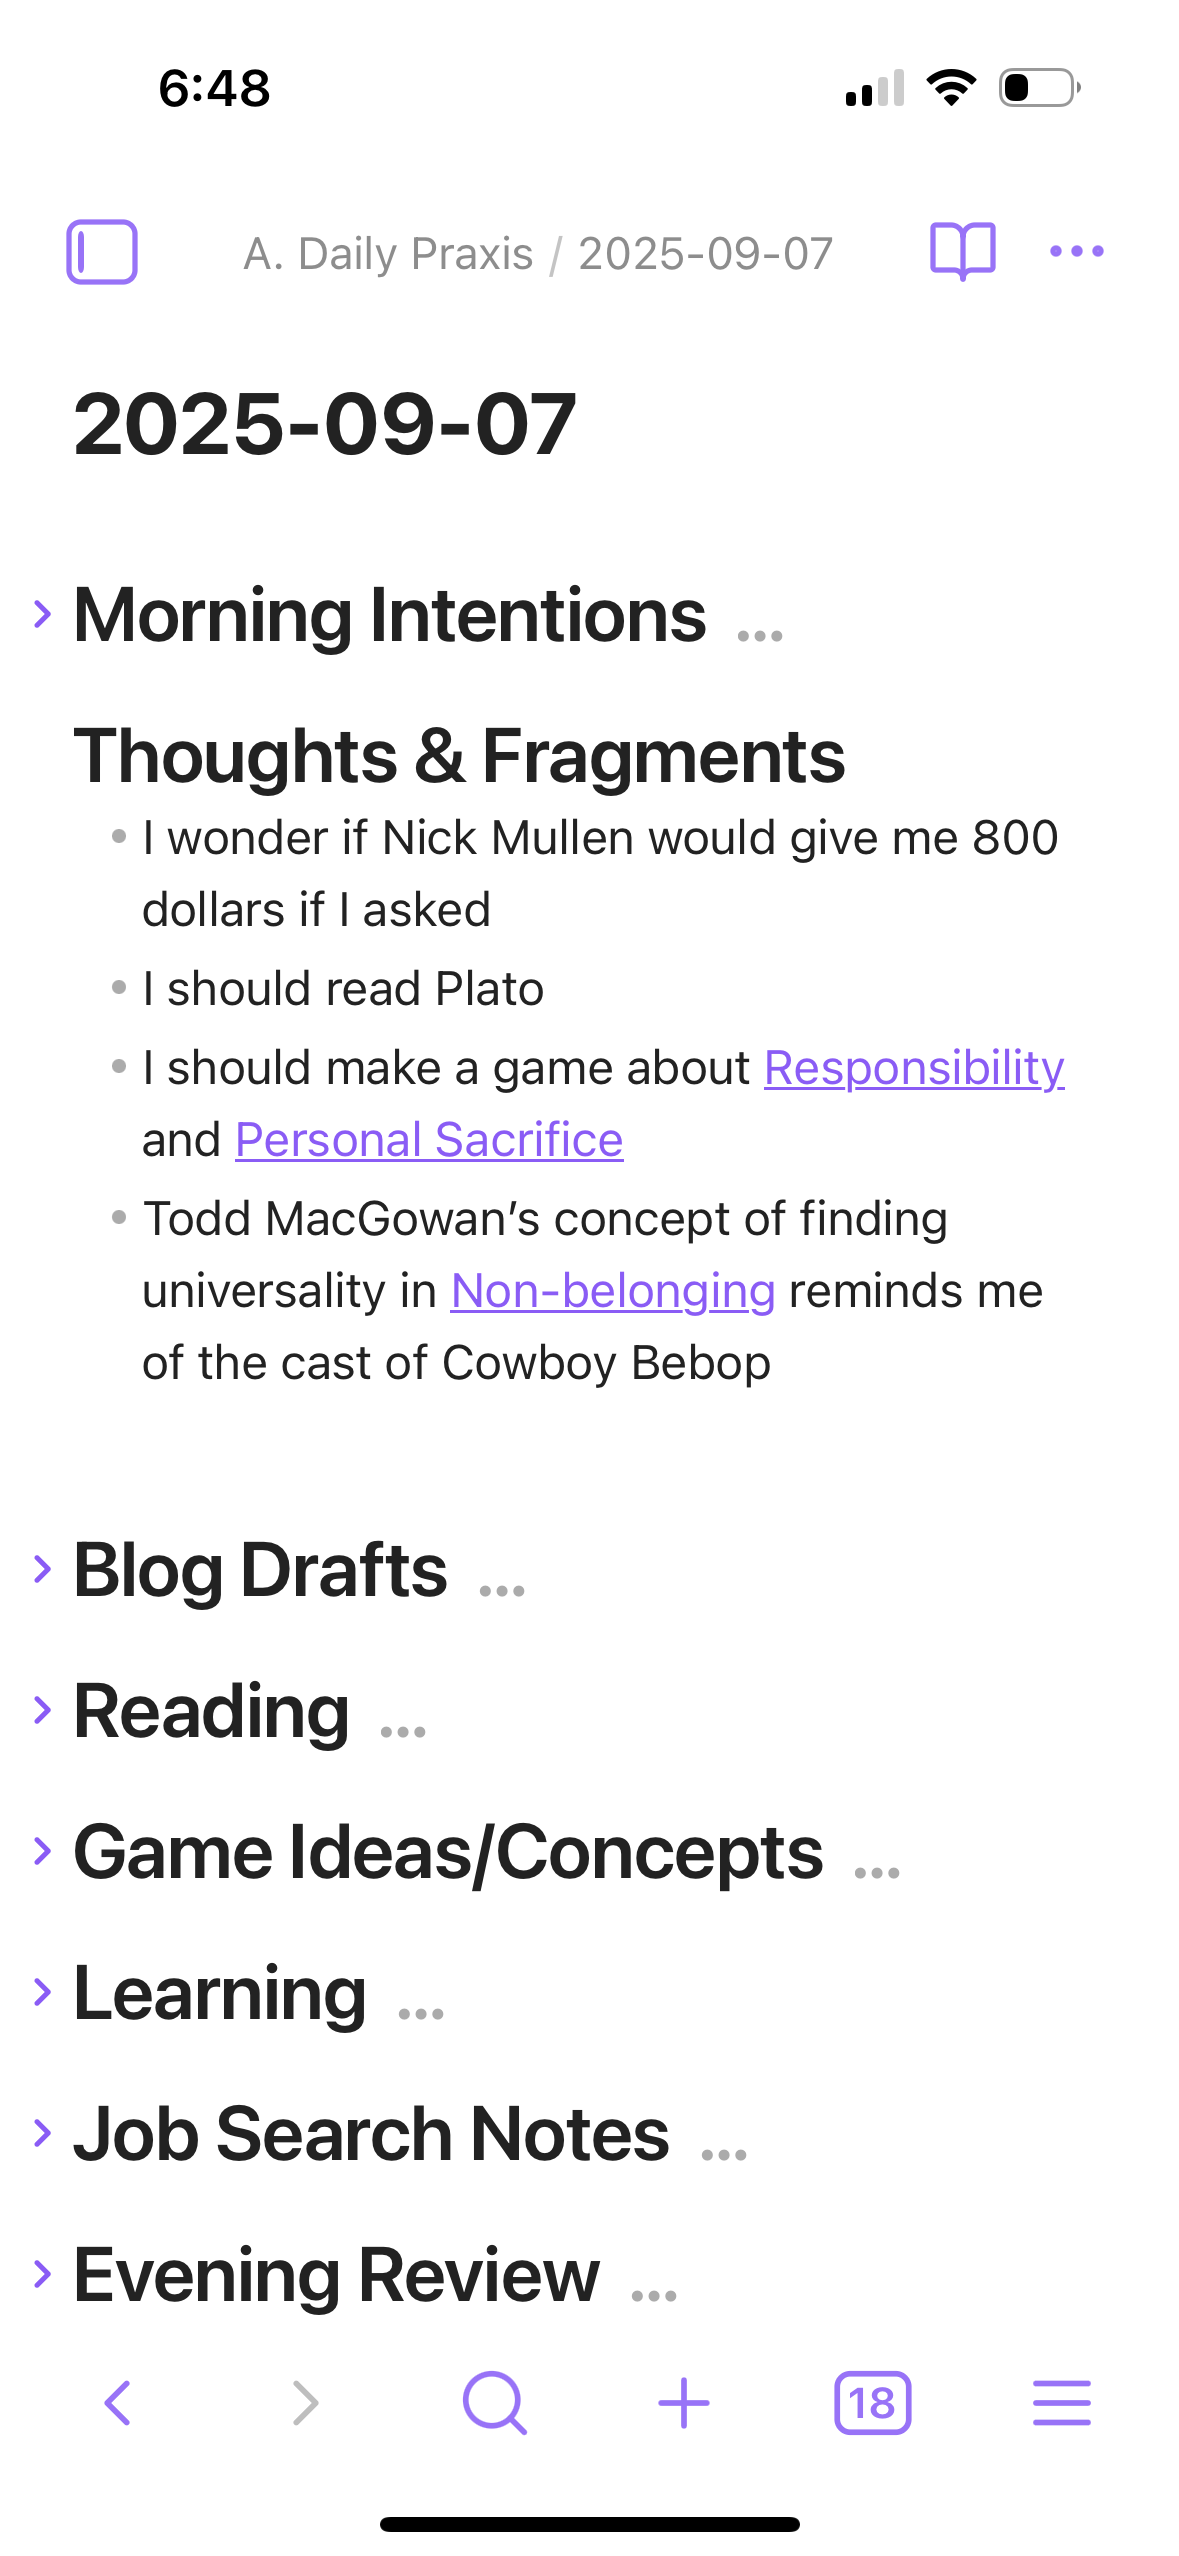 6:48
A. Daily Praxis / 2025-09-07
2025-09-07
Morning Intentions ...
Thoughts & Fragments
• I wonder if Nick Mullen would give me 800
dollars if I asked
• I should read Plato
• I should make a game about Responsibility
and Personal Sacrifice
• Todd MacGowan’s concept of finding
universality in Non-belonging reminds me
of the cast of Cowboy Bebop
Blog Drafts ...
Reading ...
Game Ideas/Concepts ...
Learning ...
Job Search Notes ...
Evening Review ...
18